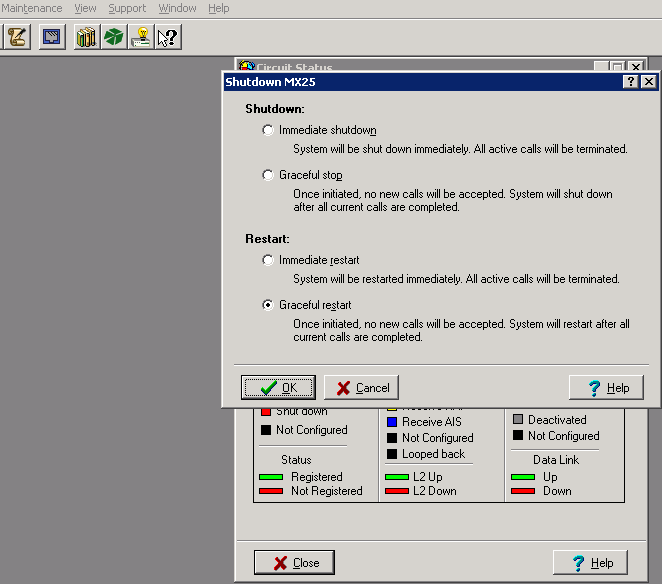 Maintenance View Support Window Help
Circuit Status
Shutdown MX25
Shutdown:
Immediate shutdown
System will be shut down immediately. All active calls will be terminated.
Graceful stop
Once initiated, no new calls will be accepted. System will shut down
after all current calls are completed.
Restart:
Immediate restart
System will be restarted immediately. All active calls will be terminated.
Graceful restart
Once initiated, no new calls will be accepted. System will restart after all
current calls are completed.
OK Cancel Help
Shut down
Not Configured
Status
Registered
Not Registered
Receive AIS
Not Configured
Looped back
L2 Up
L2 Down
Deactivated
Not Configured
Data Link
Up
Down
Close Help